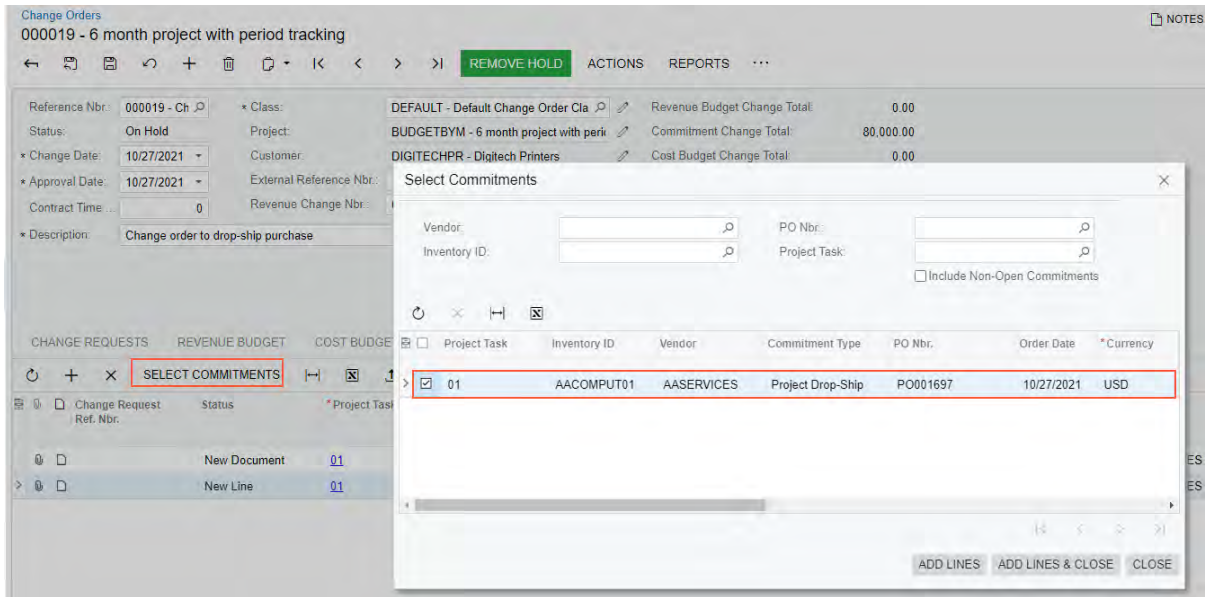 Change Orders
NOTES
000019 - 6 month project with period tracking
REMOVE HOLD ACTIONS REPORTS ...
Reference Nbr.: 000019 - Ch * Class: DEFAULT - Default Change Order Cla Revenue Budget Change Total: 0.00
Status: On Hold Project: BUDGETBYM - 6 month project with peri Commitment Change Total: 80,000.00
* Change Date: 10/27/2021 Customer: DIGITECHPR - Digitech Printers Cost Budget Change Total 0.00
* Approval Date: 10/27/2021 External Reference Nbr.:
Contract Time ... 0 Revenue Change Nbr.:
* Description: Change order to drop-ship purchase
Select Commitments
Vendor: PO Nbr.:
Inventory ID: Project Task:
Include Non-Open Commitments
CHANGE REQUESTS REVENUE BUDGET COST BUDGE
Project Task Inventory ID Vendor Commitment Type PO Nbr. Order Date * Currency
SELECT COMMITMENTS
01 AACOMPUT01 AASERVICES Project Drop-Ship PO001697 10/27/2021 USD
Change Request Ref. Nbr. Status * Project Tas
New Document 01 ES
New Line 01 ES
ADD LINES ADD LINES & CLOSE CLOSE